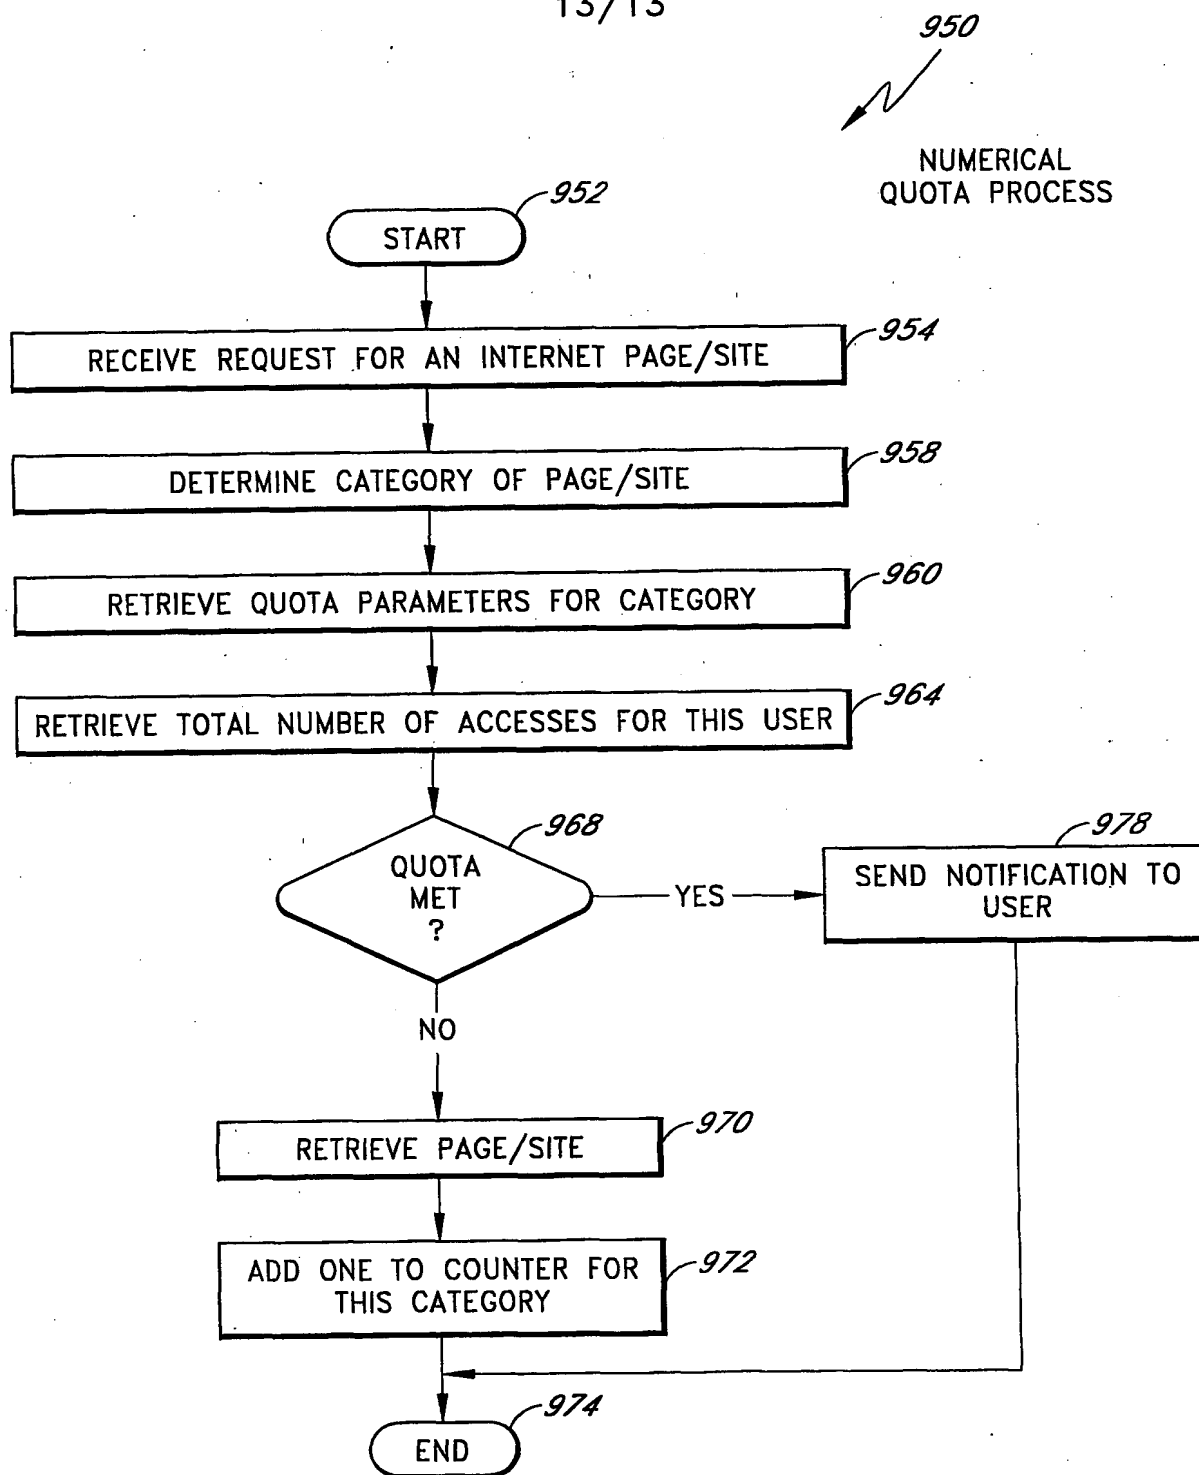 13/13
950
NUMERICAL
QUOTA PROCESS
952
START
954
RECEIVE REQUEST FOR AN INTERNET PAGE/SITE
958
DETERMINE CATEGORY OF PAGE/SITE
960
RETRIEVE QUOTA PARAMETERS FOR CATEGORY
964
RETRIEVE TOTAL NUMBER OF ACCESSES FOR THIS USER
968
QUOTA
MET
?
YES
978
SEND NOTIFICATION TO
USER
NO
970
RETRIEVE PAGE/SITE
972
ADD ONE TO COUNTER FOR
THIS CATEGORY
974
END